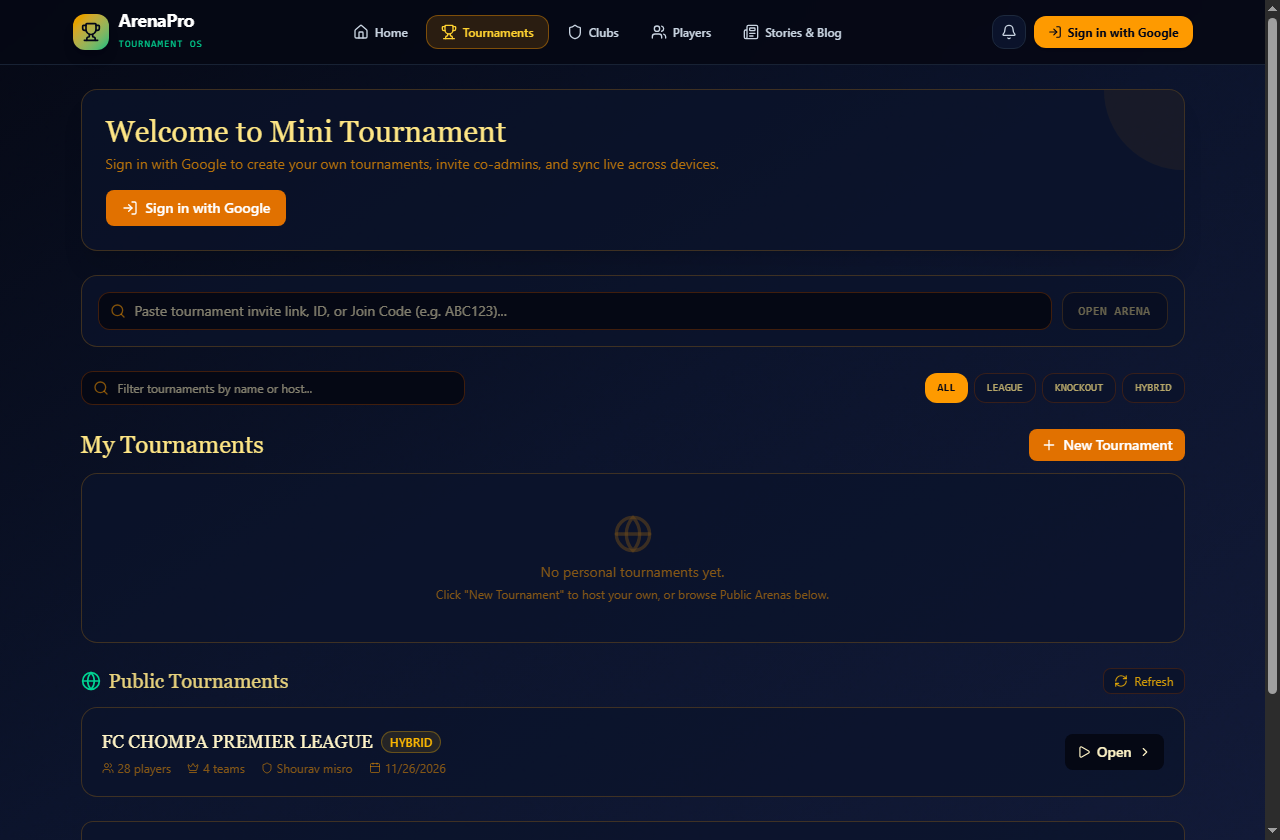 ArenaPro
TOURNAMENT OS
Home
Tournaments
Clubs
Players
Stories & Blog
Sign in with Google
Welcome to Mini Tournament
Sign in with Google to create your own tournaments, invite co-admins, and sync live across devices.
Sign in with Google
Paste tournament invite link, ID, or Join Code (e.g. ABC123)...
OPEN ARENA
Filter tournaments by name or host...
ALL
LEAGUE
KNOCKOUT
HYBRID
My Tournaments
New Tournament
No personal tournaments yet.
Click "New Tournament" to host your own, or browse Public Arenas below.
Public Tournaments
Refresh
FC CHOMPA PREMIER LEAGUE
HYBRID
28 players
4 teams
Shourav misro
11/26/2026
Open